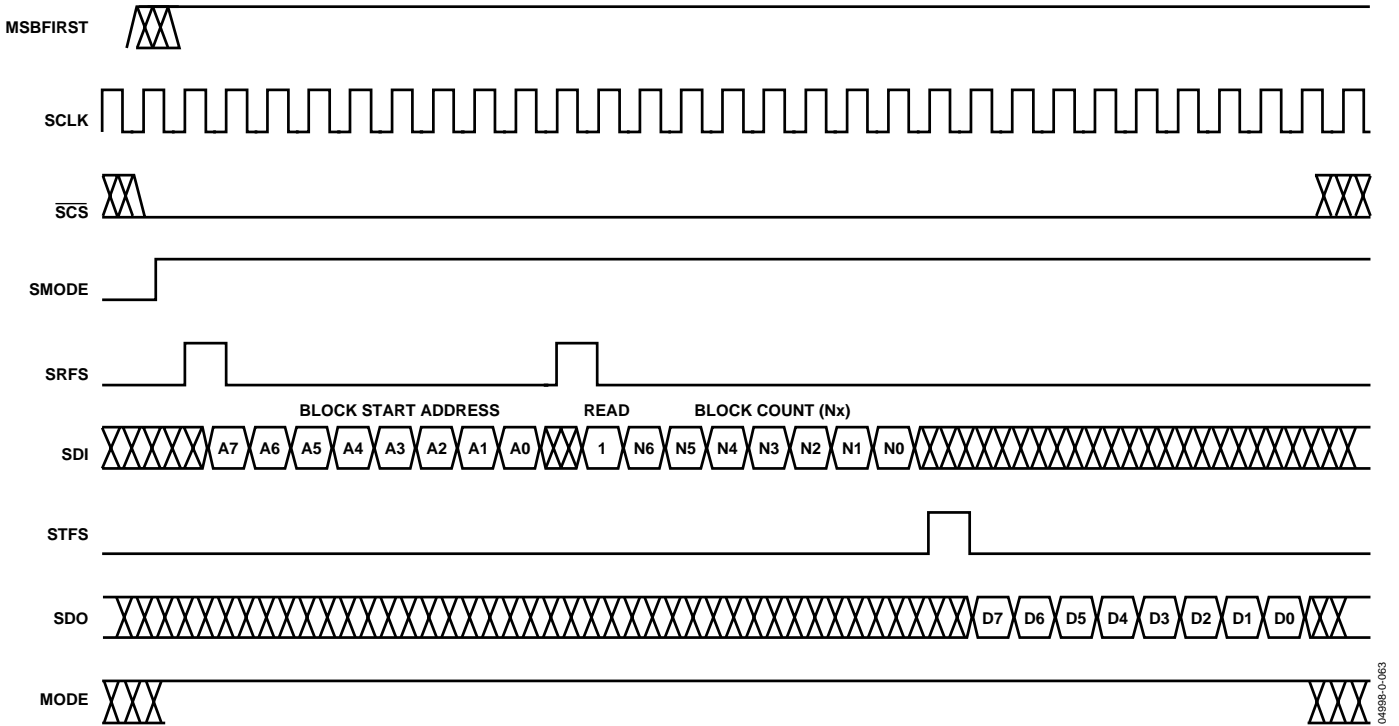 MSBFIRST
SCLK
SCS
SMODE
SRFS
BLOCK START ADDRESS READ BLOCK COUNT (Nx)
SDI A7 A6 A5 A4 A3 A2 A1 A0 1 N6 N5 N4 N3 N2 N1 N0
STFS
SDO D7 D6 D5 D4 D3 D2 D1 D0
MODE
04998-0-063